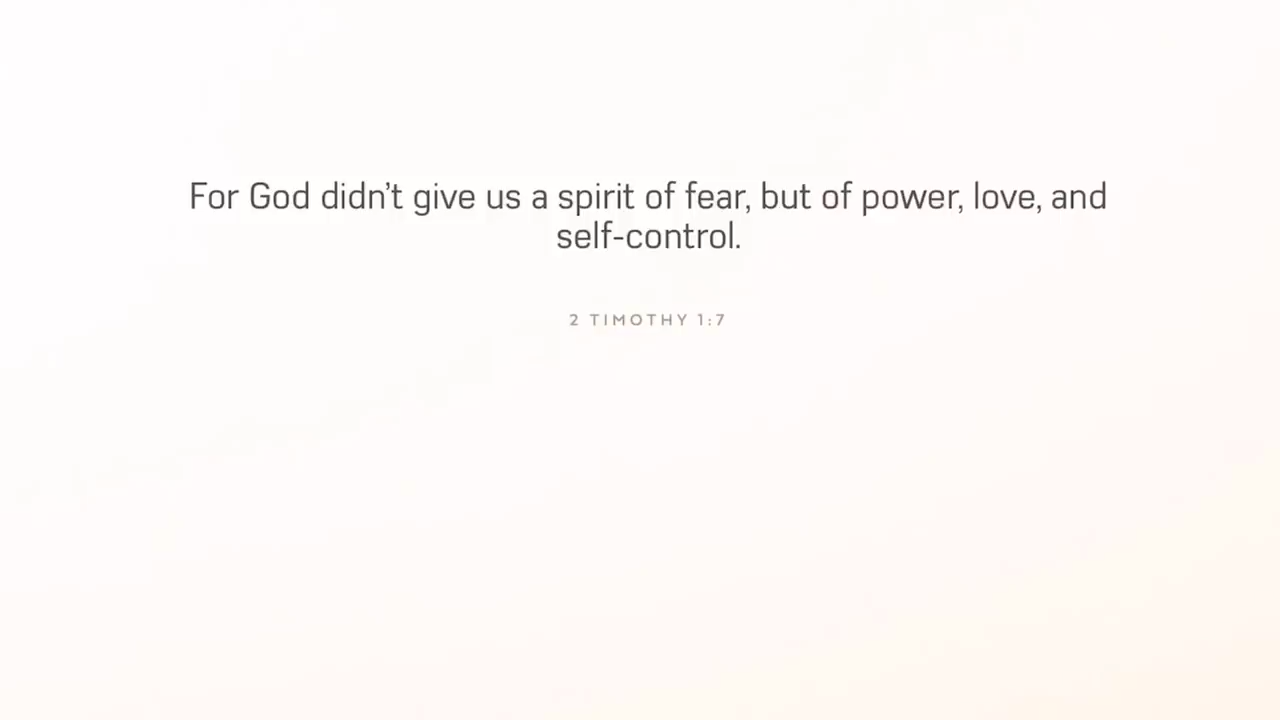 For God didn’t give us a spirit of fear, but of power, love, and
self-control.
2 TIMOTHY 1:7